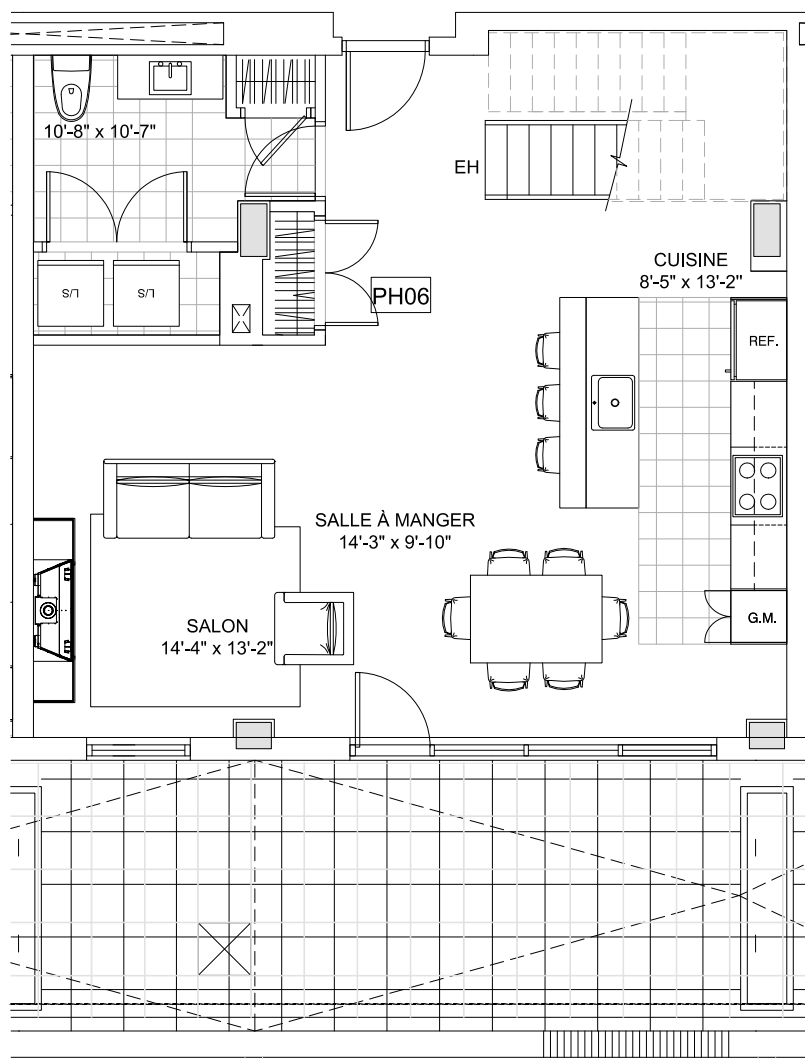 10'-8" x 10'-7"
EH
CUISINE
8'-5" x 13'-2"
L/S
L/S
PH06
REF.
SALLE À MANGER
14'-3" x 9'-10"
SALON
14'-4" x 13'-2"
G.M.